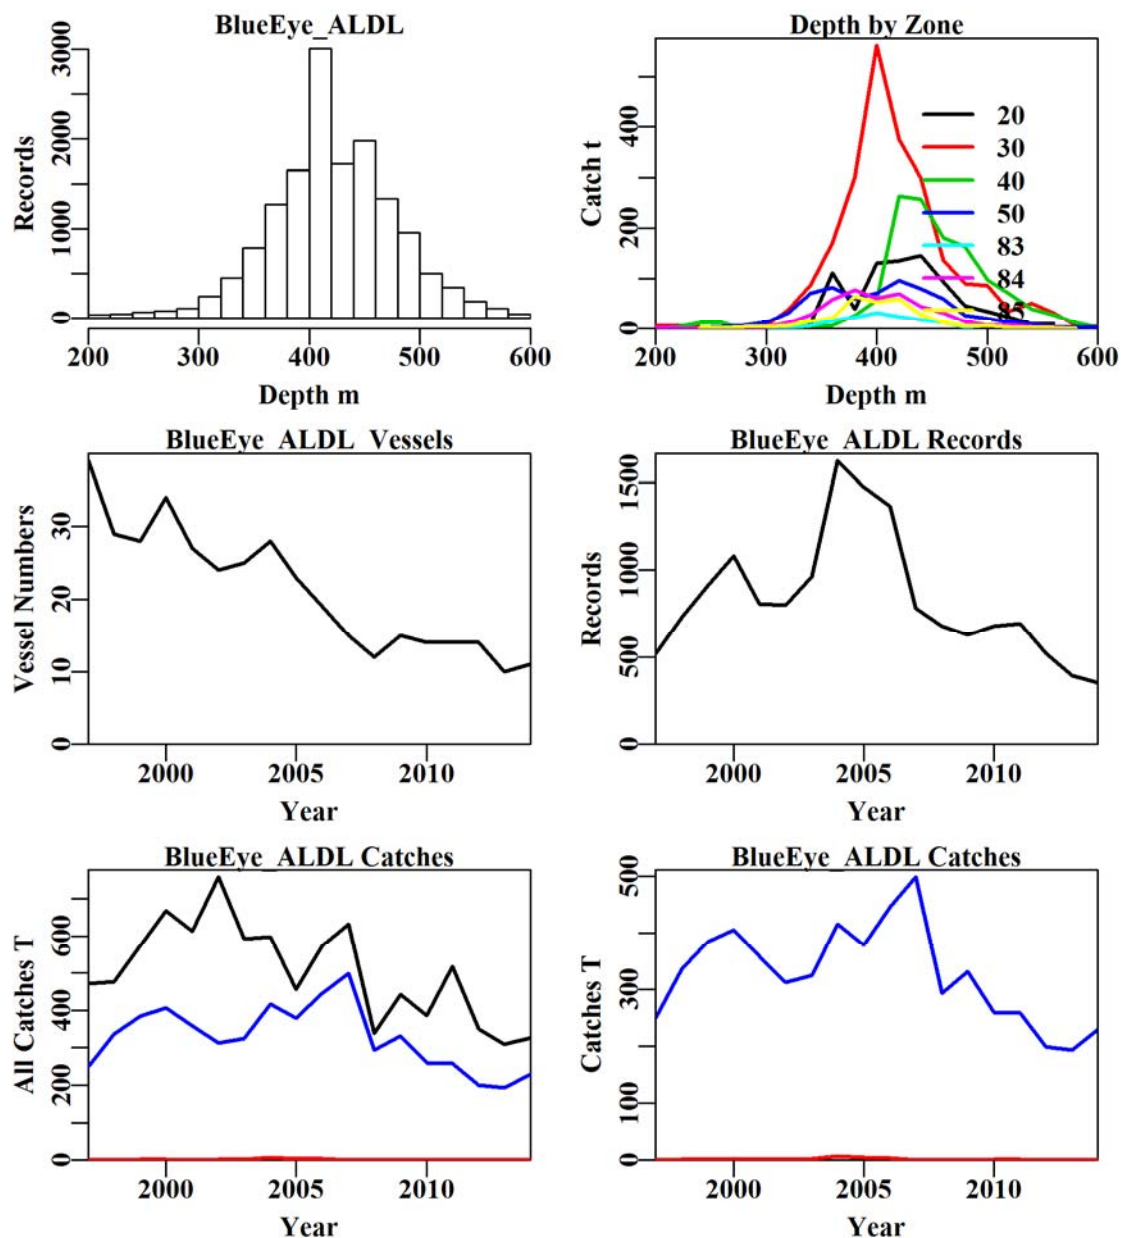 BlueEye_ALDL
Records
0
1000
2000
3000
200
300
400
500
600
Depth m
Depth by Zone
Catch t
0
200
400
20
30
40
50
83
84
85
200
300
400
500
600
Depth m
BlueEye_ALDL_Vessels
Vessel Numbers
0
10
20
30
2000
2005
2010
Year
BlueEye_ALDL Records
Records
0
500
1000
1500
2000
2005
2010
Year
BlueEye_ALDL Catches
All Catches T
0
200
400
600
2000
2005
2010
Year
BlueEye_ALDL Catches
Catches T
0
100
300
500
2000
2005
2010
Year